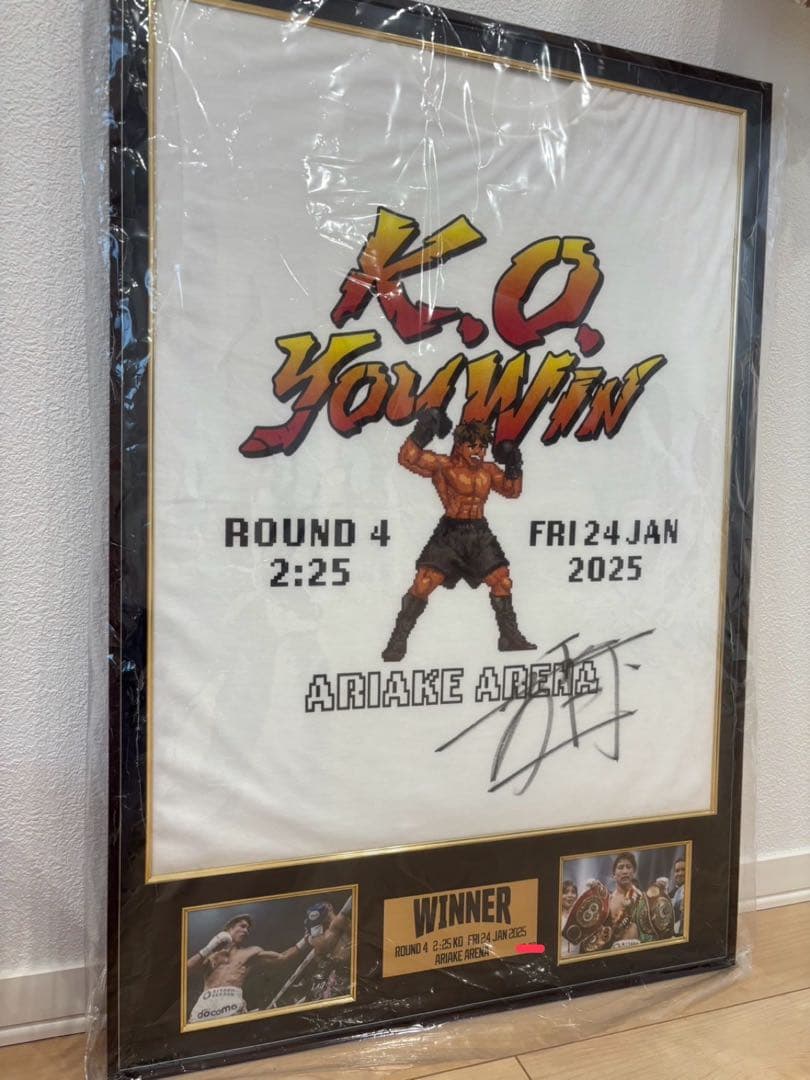 K.O.
YOU WIN
ROUND 4
2:25
FRI 24 JAN
2025
ARIAKE ARENA
WINNER
ROUND 4 2:25 KO FRI 24 JAN 2025
ARIAKE ARENA
docomo